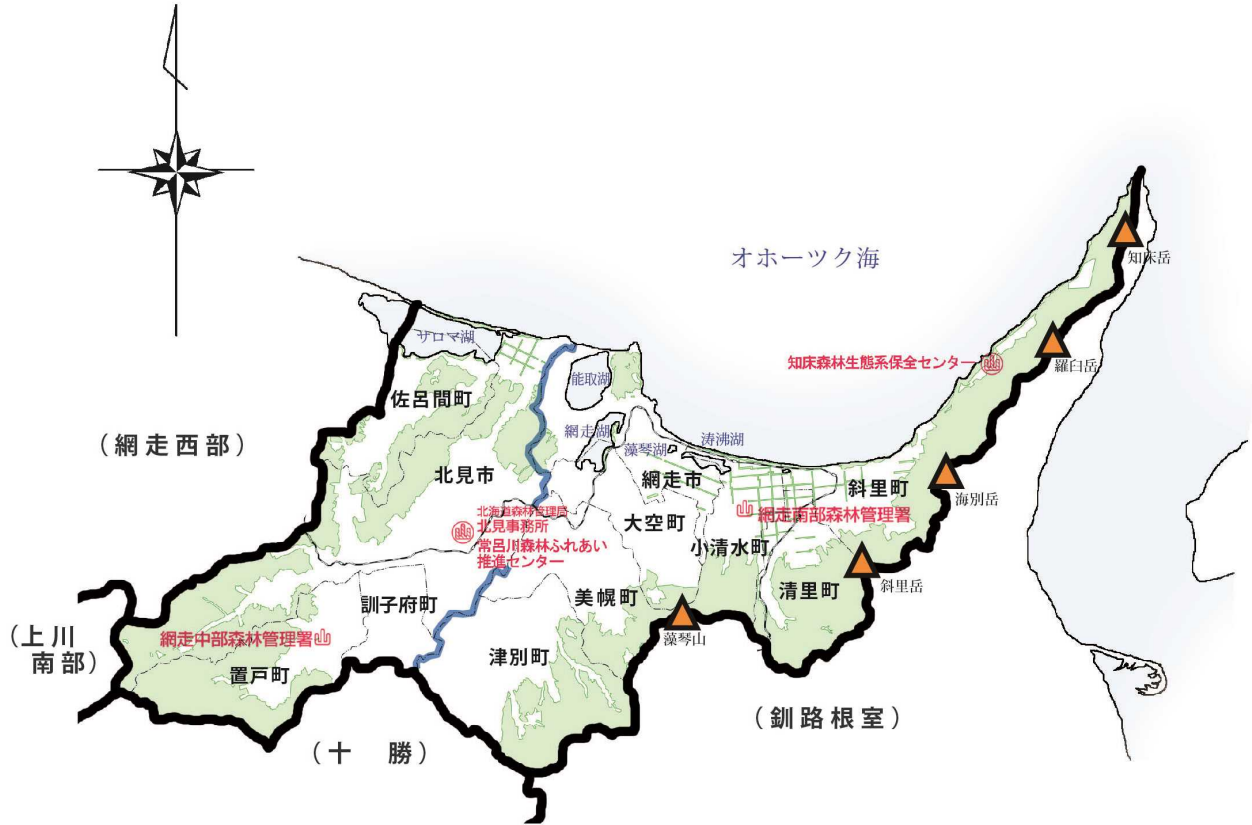 オホーツク海
知床岳
サロマ湖
羅臼岳
知床森林生態系保全センター
能取湖
佐呂間町
網走湖
藻琴湖
涛沸湖
(網走西部)
北見市
網走市
斜里町
海別岳
北海道森林管理局
北見事務所
常呂川森林ふれあい
推進センター
大空町
網走南部森林管理署
小清水町
斜里岳
清里町
美幌町
訓子府町
藻琴山
(上川
南部)
網走中部森林管理署
置戸町
津別町
(釧路根室)
(十 勝)